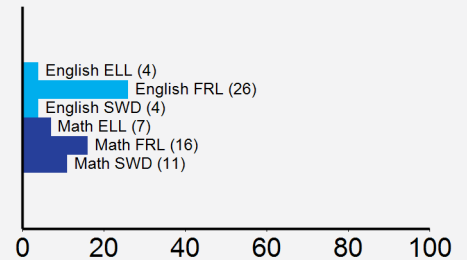 English ELL (4)
English FRL (26)
English SWD (4)
Math ELL (7)
Math FRL (16)
Math SWD (11)
0 20 40 60 80 100